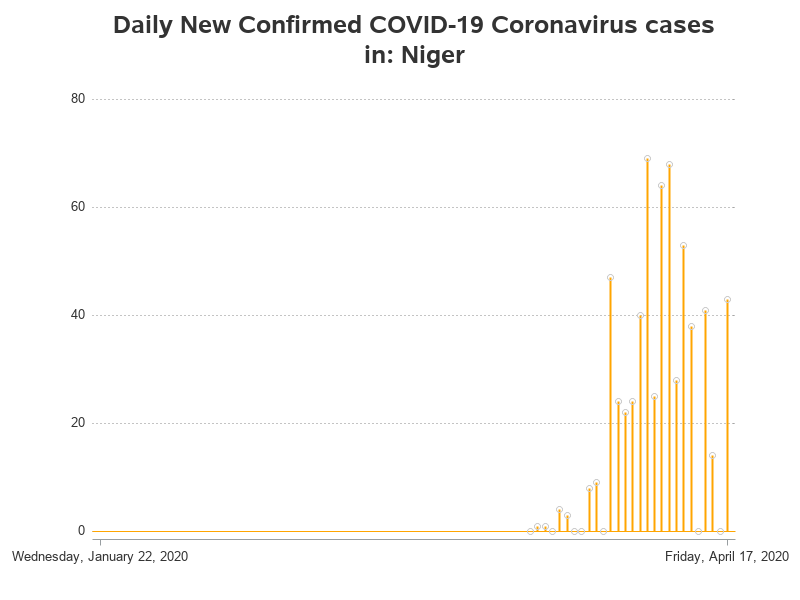 Daily New Confirmed COVID-19 Coronavirus cases
in: Niger
80
60
40
20
0
Wednesday, January 22, 2020
Friday, April 17, 2020